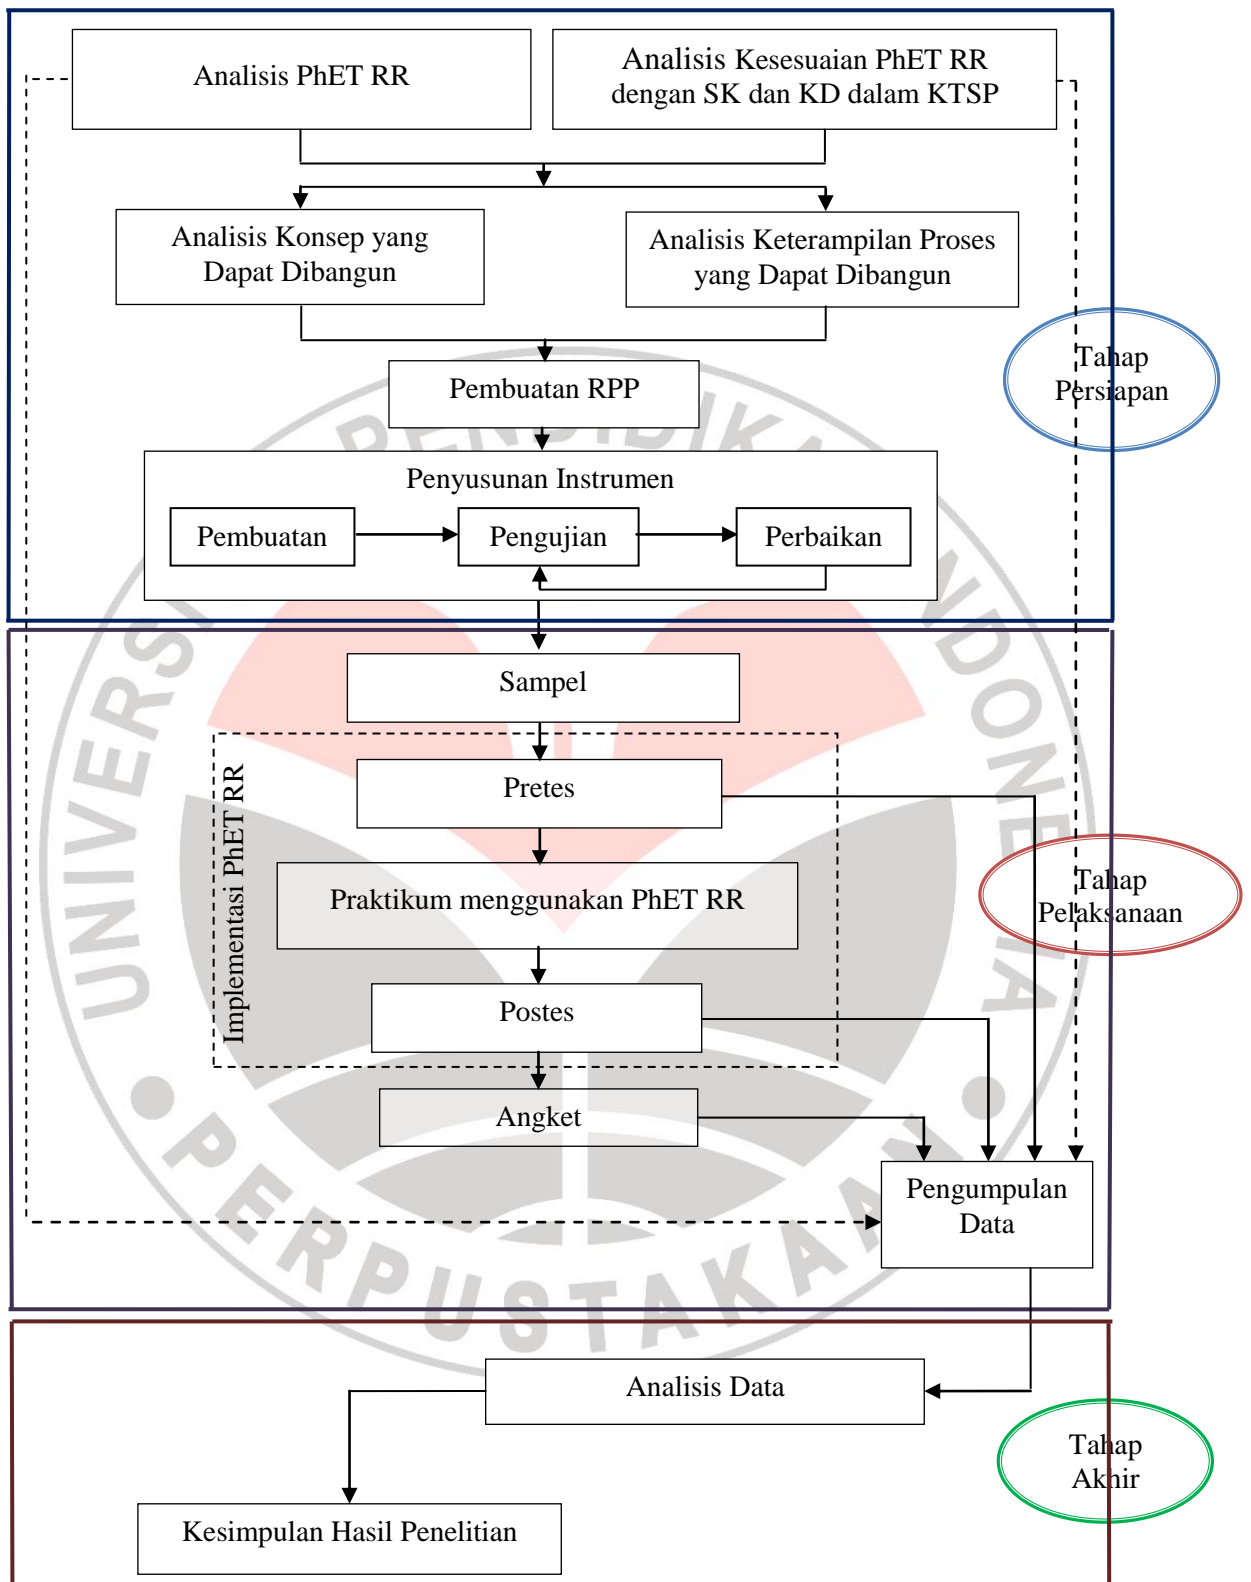 Analisis PhET RR
Analisis Kesesuaian PhET RR
dengan SK dan KD dalam KTSP
Analisis Konsep yang
Dapat Dibangun
Analisis Keterampilan Proses
yang Dapat Dibangun
Tahap
Persiapan
Pembuatan RPP
Penyusunan Instrumen
Pembuatan
Pengujian
Perbaikan
Sampel
Implementasi PhET RR
Pretes
Praktikum menggunakan PhET RR
Tahap
Pelaksanaan
Postes
Angket
Pengumpulan
Data
Analisis Data
Tahap
Akhir
Kesimpulan Hasil Penelitian
UNIVERSI PENDIDIKA INDONESIA
PERPUSTAKAAN